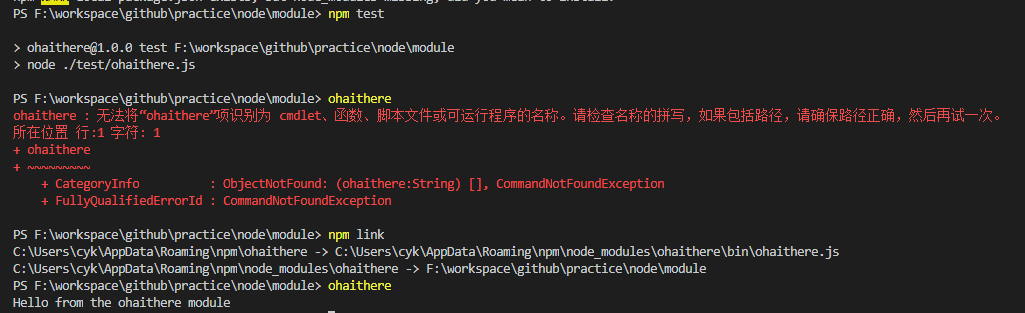 PS F:\workspace\github\practice\node\module> npm test
> ohaithere@1.0.0 test F:\workspace\github\practice\node\module
> node ./test/ohaithere.js
PS F:\workspace\github\practice\node\module> ohaithere
ohaithere : 无法将“ohaithere”项识别为 cmdlet、函数、脚本文件或可运行程序的名称。请检查名称的拼写，如果包括路径，请确保路径正确，然后再试一次。
所在位置 行:1 字符: 1
+ ohaithere
+ ~~~~~~~~~
+ CategoryInfo : ObjectNotFound: (ohaithere:String) [], CommandNotFoundException
+ FullyQualifiedErrorId : CommandNotFoundException
PS F:\workspace\github\practice\node\module> npm link
C:\Users\cyk\AppData\Roaming\npm\ohaithere -> C:\Users\cyk\AppData\Roaming\npm\node_modules\ohaithere\bin\ohaithere.js
C:\Users\cyk\AppData\Roaming\npm\node_modules\ohaithere -> F:\workspace\github\practice\node\module
PS F:\workspace\github\practice\node\module> ohaithere
Hello from the ohaithere module